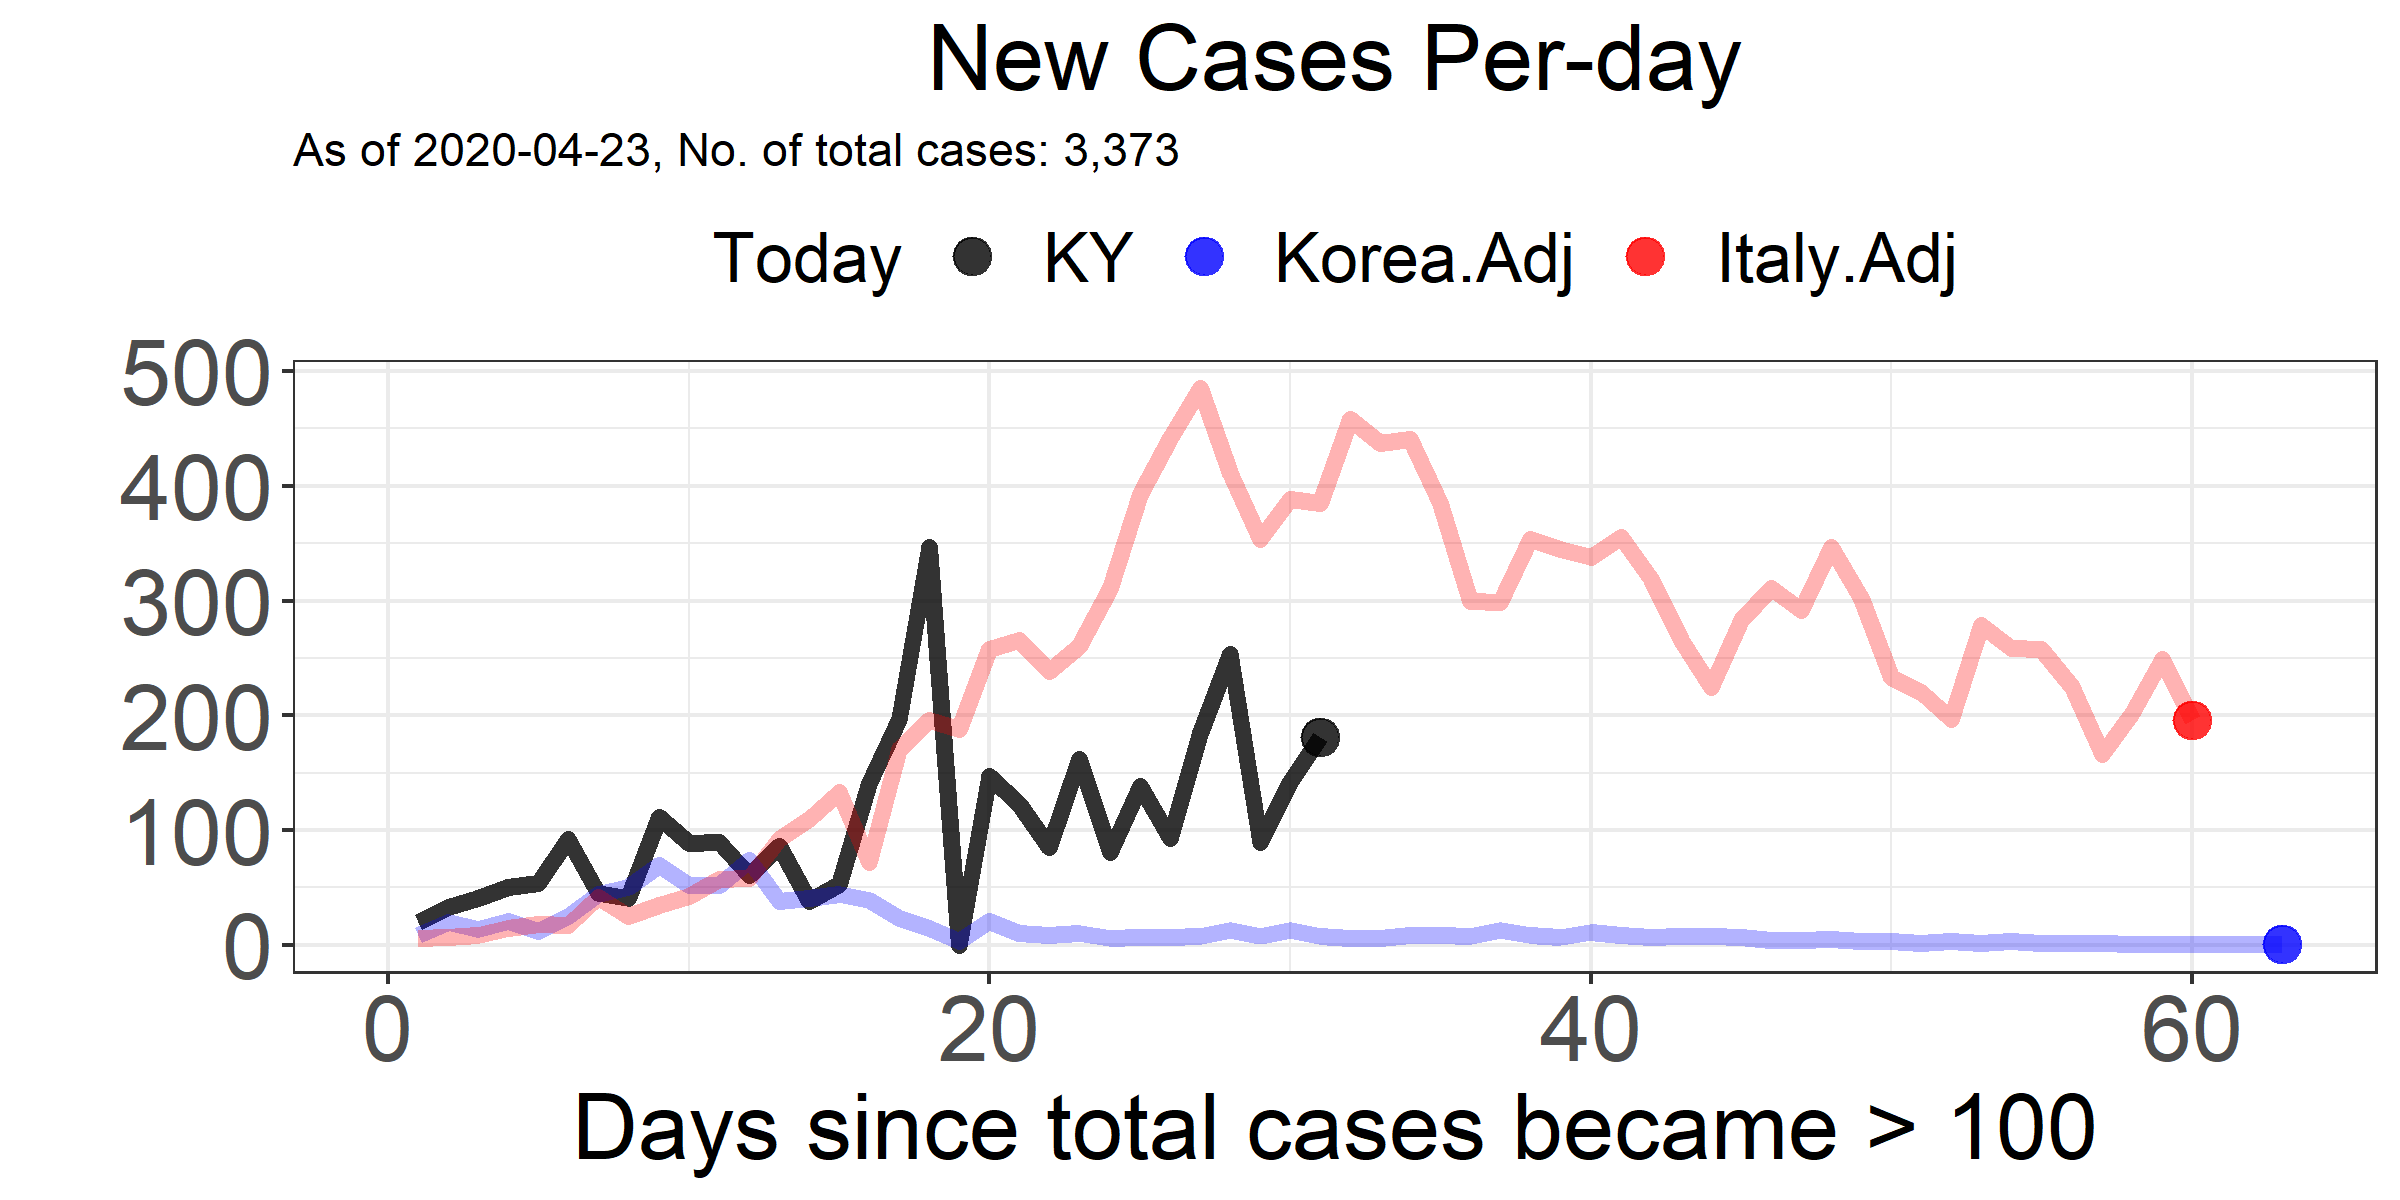 New Cases Per-day
As of 2020-04-23, No. of total cases: 3,373
Today KY Korea.Adj Italy.Adj
500
400
300
200
100
0
0 20 40 60
Days since total cases became > 100